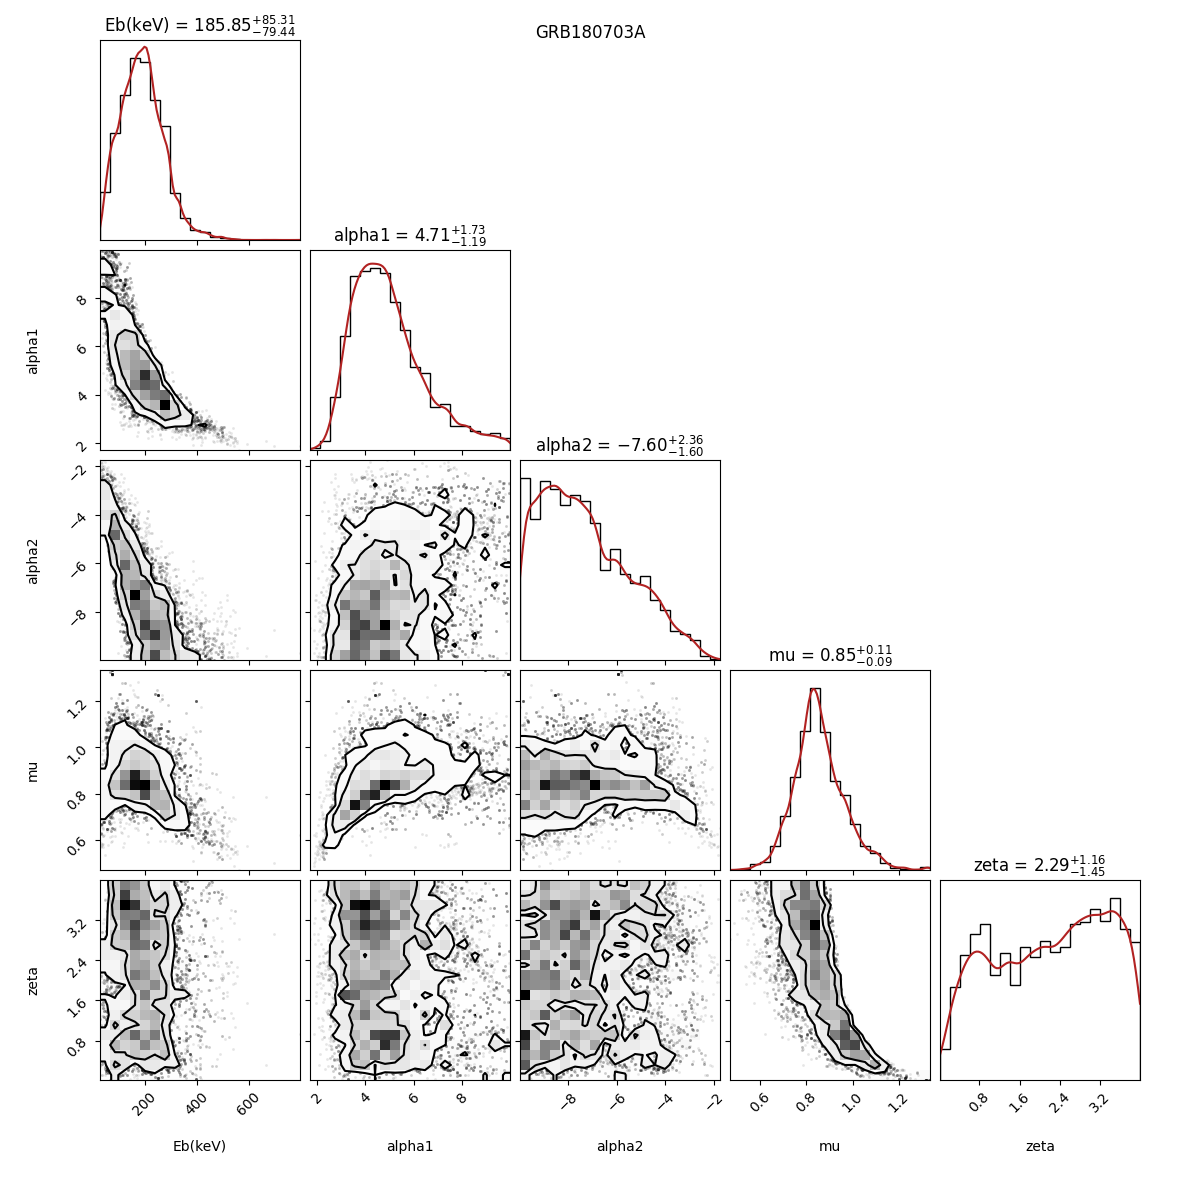 GRB180703A
Eb(keV) = 185.85+85.31−79.44
alpha1 = 4.71+1.73−1.19
8
6
4
2
alpha1
alpha2 = −7.60+2.36−1.60
−2
−4
−6
−8
alpha2
mu = 0.85+0.11−0.09
1.2
1.0
0.8
0.6
mu
zeta = 2.29+1.16−1.45
3.2
2.4
1.6
0.8
zeta
200 400 600
2 4 6 8
−8 −6 −4 −2
0.6 0.8 1.0 1.2
0.8 1.6 2.4 3.2
Eb(keV) alpha1 alpha2 mu zeta